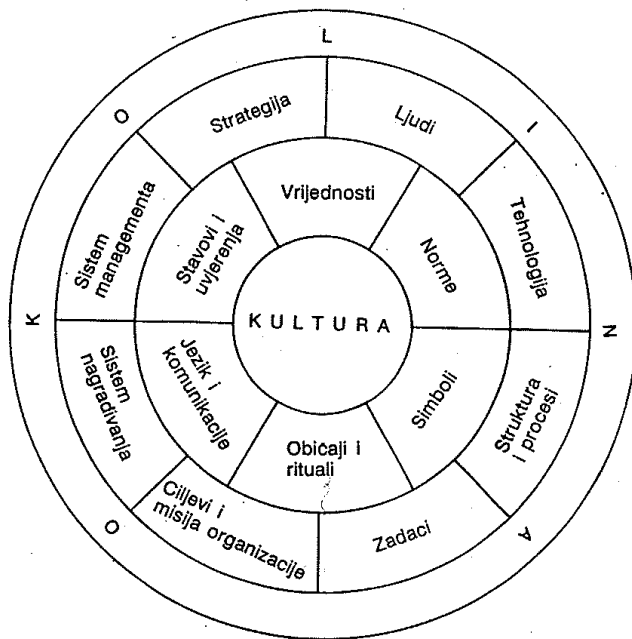 O K O L I N A
Strategija
Ljudi
Tehnologija
Struktura
i procesi
Zadaci
Ciljevi i
misija organizacije
Sistem
nagrađivanja
Sistem
managementa
Vrijednosti
Norme
Simboli
Običaji i
rituali
Jezik i
komunikacije
Stavovi i
uvjerenja
KULTURA